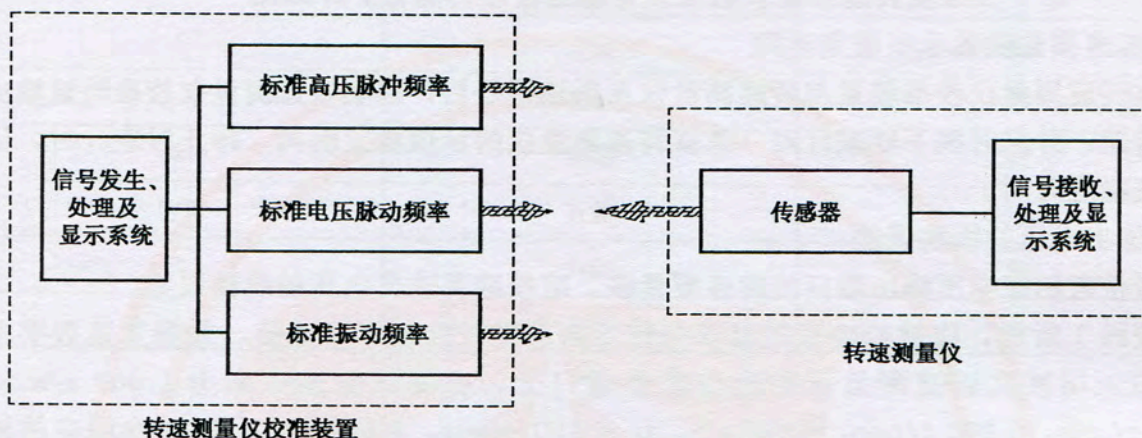 标准高压脉冲频率
信号发生、
处理及
显示系统
标准电压脉动频率
标准振动频率
转速测量仪校准装置
传感器
信号接收、
处理及显
示系统
转速测量仪